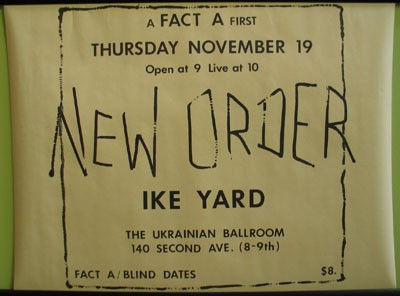 A FACT A FIRST
THURSDAY NOVEMBER 19
Open at 9 Live at 10
NEW ORDER
IKE YARD
THE UKRAINIAN BALLROOM
140 SECOND AVE. (8-9th)
FACT A/BLIND DATES $8.